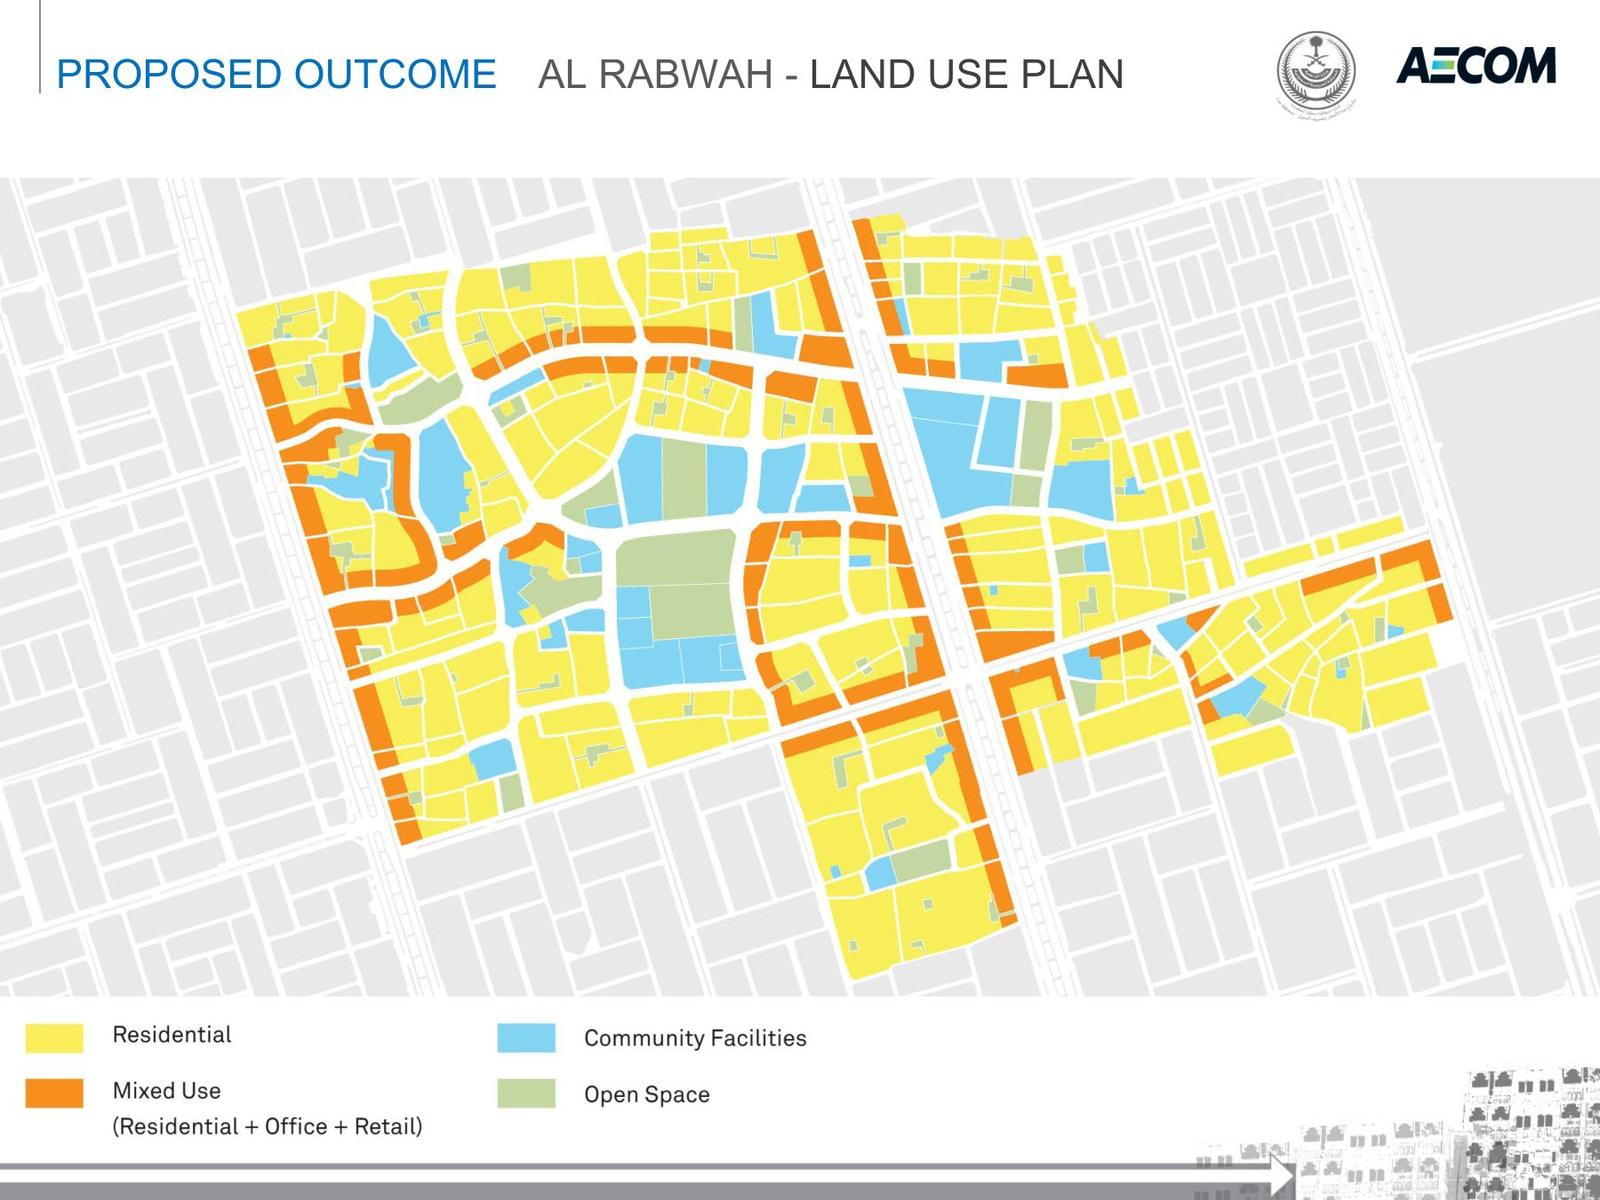 PROPOSED OUTCOME AL RABWAH - LAND USE PLAN
AECOM
Residential
Mixed Use
(Residential + Office + Retail)
Community Facilities
Open Space